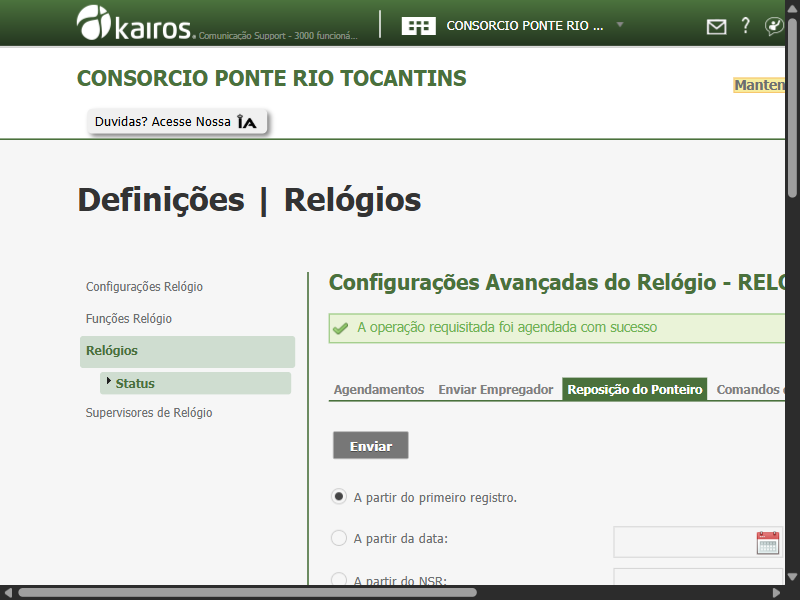 kairos. Comunicação Support - 3000 funcioná...
CONSORCIO PONTE RIO ...
?
CONSORCIO PONTE RIO TOCANTINS
Duvidas? Acesse Nossa IA
Definições | Relógios
Configurações Relógio
Funções Relógio
Relógios
Status
Supervisores de Relógio
Configurações Avançadas do Relógio - 
A operação requisitada foi agendada com sucesso
Agendamentos Enviar Empregador Reposição do Ponteiro Comandos
Enviar
A partir do primeiro registro.
A partir da data:
A partir do NSR: